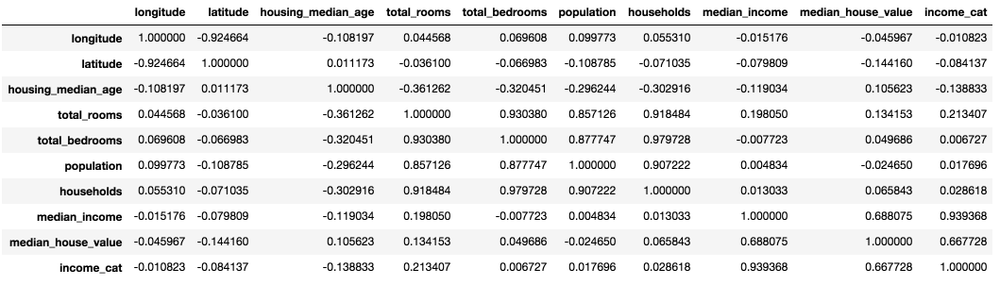 longitude latitude housing_median_age total_rooms total_bedrooms population households median_income median_house_value income_cat
longitude 1.000000 -0.924664 -0.108197 0.044568 0.069608 0.099773 0.055310 -0.015176 -0.045967 -0.010823
latitude -0.924664 1.000000 0.011173 -0.036100 -0.066983 -0.108785 -0.071035 -0.079809 -0.144160 -0.084137
housing_median_age -0.108197 0.011173 1.000000 -0.361262 -0.320451 -0.296244 -0.302916 -0.119034 0.105623 -0.138833
total_rooms 0.044568 -0.036100 -0.361262 1.000000 0.930380 0.857126 0.918484 0.198050 0.134153 0.213407
total_bedrooms 0.069608 -0.066983 -0.320451 0.930380 1.000000 0.877747 0.979728 -0.007723 0.049686 0.006727
population 0.099773 -0.108785 -0.296244 0.857126 0.877747 1.000000 0.907222 0.004834 -0.024650 0.017696
households 0.055310 -0.071035 -0.302916 0.918484 0.979728 0.907222 1.000000 0.013033 0.065843 0.028618
median_income -0.015176 -0.079809 -0.119034 0.198050 -0.007723 0.004834 0.013033 1.000000 0.688075 0.939368
median_house_value -0.045967 -0.144160 0.105623 0.134153 0.049686 -0.024650 0.065843 0.688075 1.000000 0.667728
income_cat -0.010823 -0.084137 -0.138833 0.213407 0.006727 0.017696 0.028618 0.939368 0.667728 1.000000